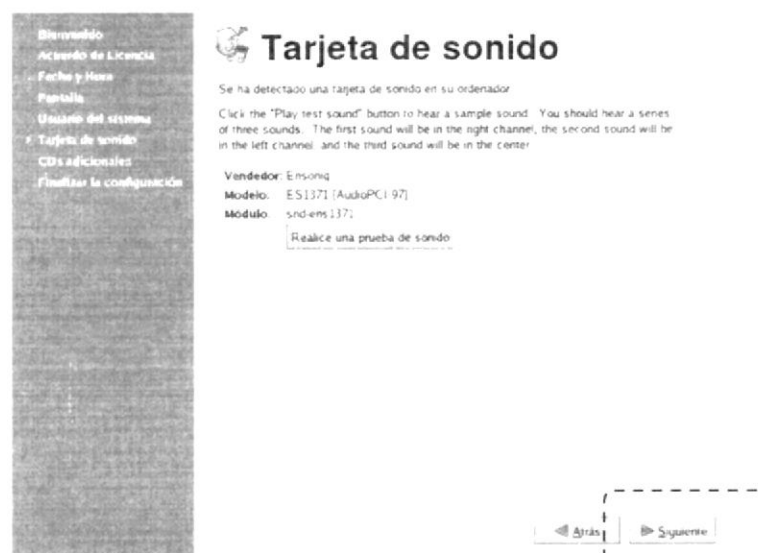 Bienvenido
Acuerdo de Licencia
Fecha y Hora
Pantalla
Usuario del sistema
Tarjeta de sonido
CDs adicionales
Finalizar la configuración
Tarjeta de sonido
Se ha detectado una tarjeta de sonido en su ordenador
Click the "Play test sound" button to hear a sample sound. You should hear a series
of three sounds. The first sound will be in the right channel, the second sound will be
in the left channel, and the third sound will be in the center
Vendedor: Ensoniq
Modelo: ES1371 [AudioPCI-97]
Módulo: snd-ens1371
Realice una prueba de sonido
Atrás
Siguiente